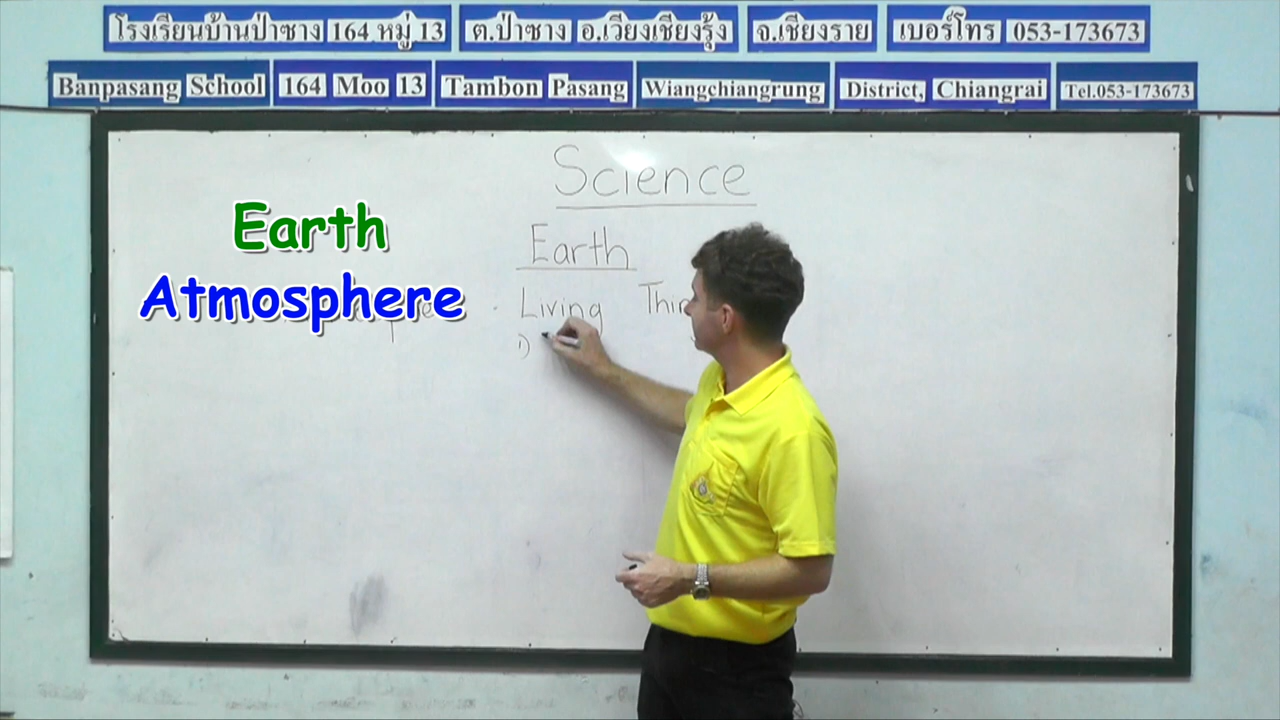 โรงเรียนบ้านป่าซาง 164 หมู่ 13 ต.ป่าซาง อ.เวียงเชียงรุ้ง จ.เชียงราย เบอร์โทร 053-173673
Banpasang School 164 Moo 13 Tambon Pasang Wiangchiangrung District, Chiangrai Tel.053-173673
Science
Earth
Earth
Atmosphere
· Living
1)